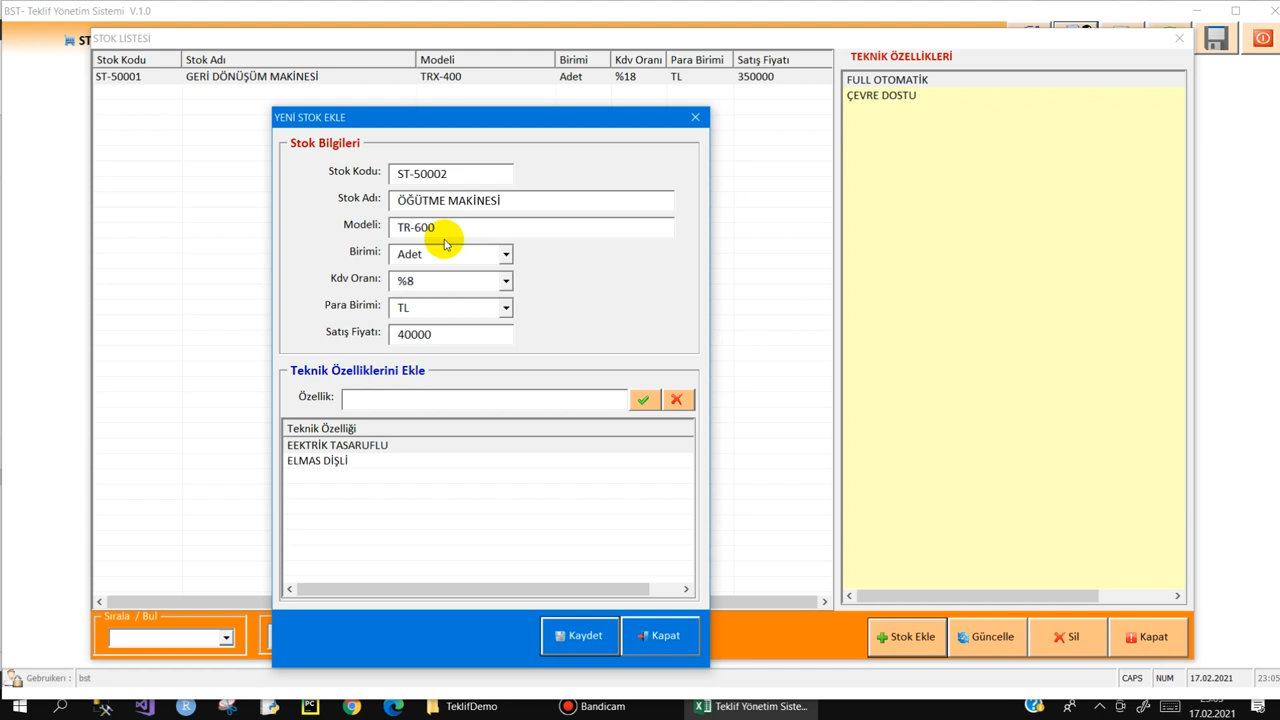 BST- Teklif Yönetim Sistemi V.1.0
ST
STOK LİSTESİ
Stok Kodu Stok Adı Modeli Birimi Kdv Oranı Para Birimi Satış Fiyatı
ST-50001 GERİ DÖNÜŞÜM MAKİNESİ TRX-400 Adet %18 TL 350000
TEKNİK ÖZELLİKLERİ
FULL OTOMATİK
ÇEVRE DOSTU
YENİ STOK EKLE
Stok Bilgileri
Stok Kodu: ST-50002
Stok Adı: ÖĞÜTME MAKİNESİ
Modeli: TR-600
Birimi: Adet
Kdv Oranı: %8
Para Birimi: TL
Satış Fiyatı: 40000
Teknik Özelliklerini Ekle
Özellik:
Teknik Özelliği
EEKTRİK TASARUFLU
ELMAS DİŞLİ
Kaydet Kapat
Sırala / Bul
Stok Ekle Güncelle Sil Kapat
Gebruikerı: bst CAPS NUM 17.02.2021 23:05
TeklifDemo Bandicam Teklif Yönetim Siste...
17.02.2021